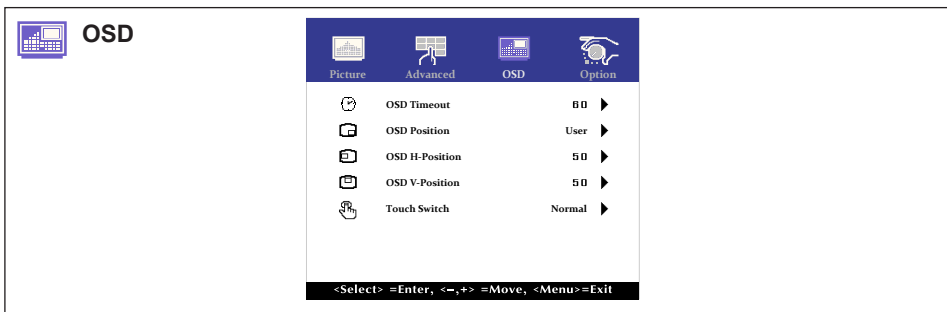 OSD
Picture Advanced OSD Option
OSD Timeout 60
OSD Position User
OSD H-Position 50
OSD V-Position 50
Touch Switch Normal
<Select> =Enter, <–,+> =Move, <Menu>=Exit